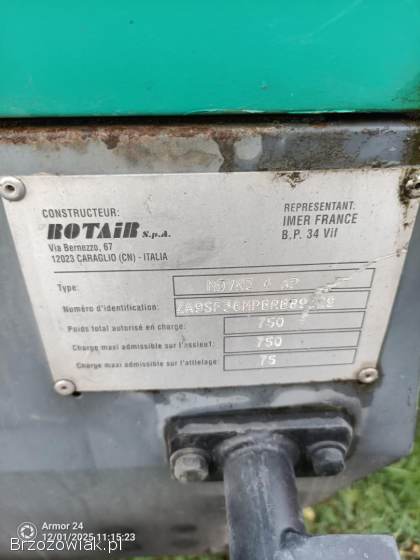 CONSTRUCTEUR:
ROTAIR S.p.A.
Via Bernezzo, 67
12023 CARAGLIO (CN) - ITALIA
REPRESENTANT:
IMER FRANCE
B.P. 34 Vif
Type:
Numéro d'identification:
Poids total autorisé en charge: 750
Charge maxi admissible sur l'essieu1: 750
Charge maxi admissible sur l'attelage: 75
Armor 24
12/01/2025 11:15:23
Brzozowiak.pl